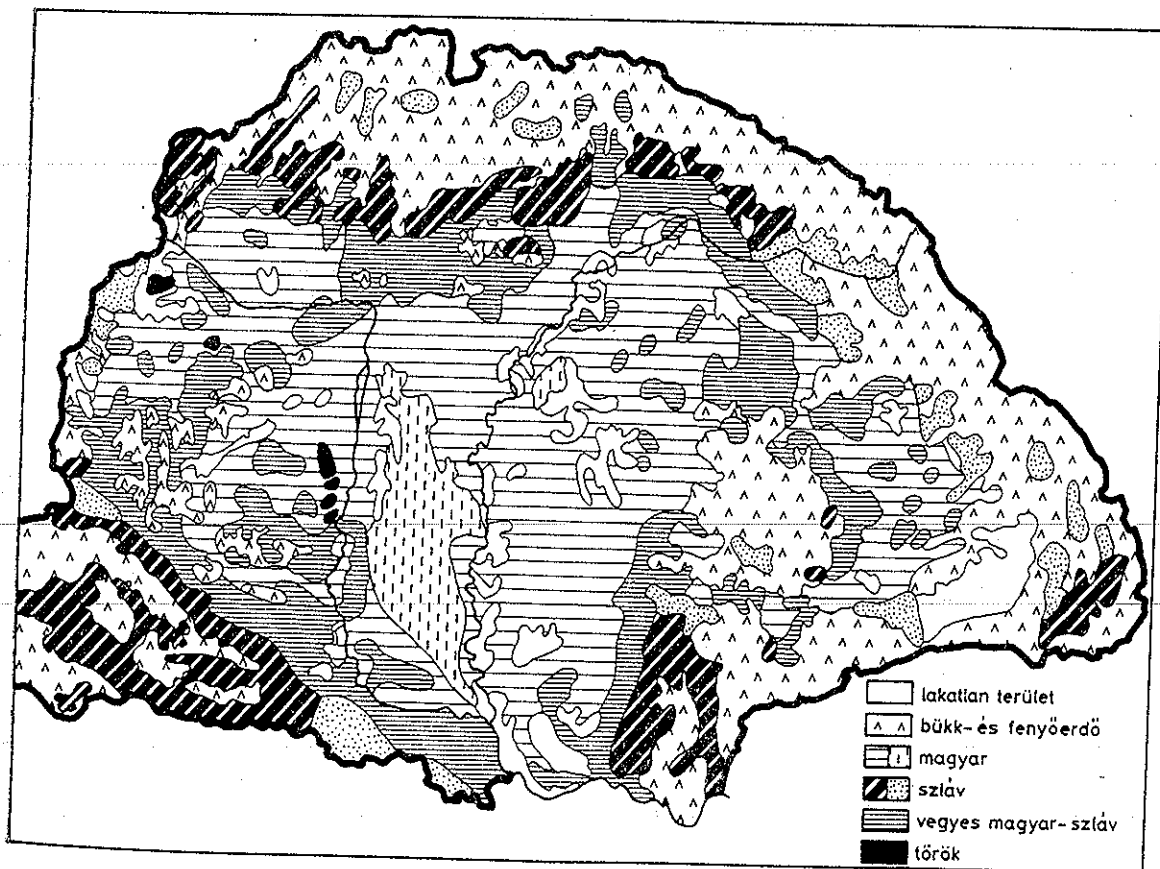 lakatlan terület
bükk- és fenyőerdő
magyar
szláv
vegyes magyar-szláv
török